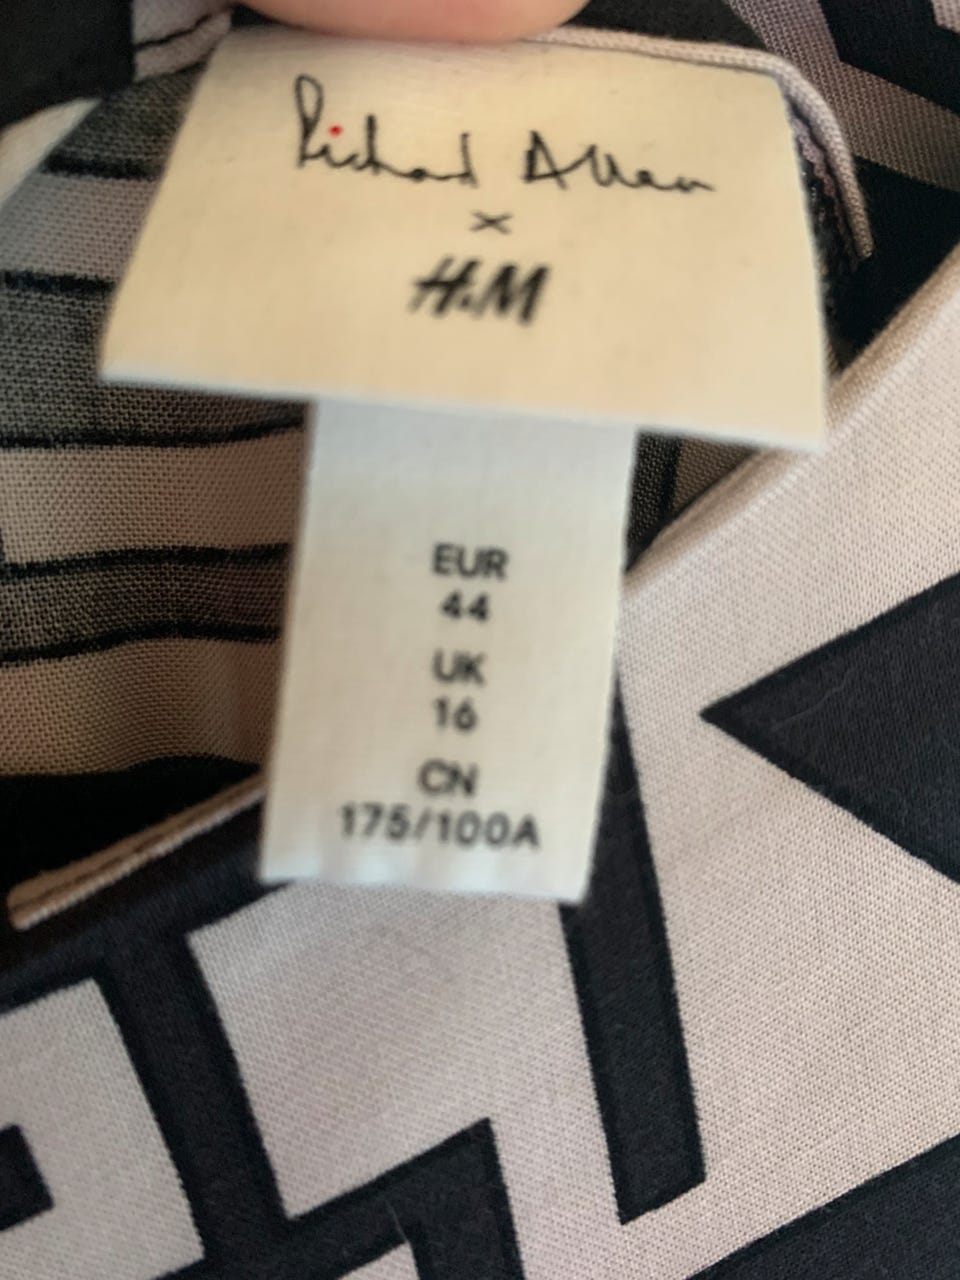 Richard Allan
×
H&M
EUR
44
UK
16
CN
175/100A